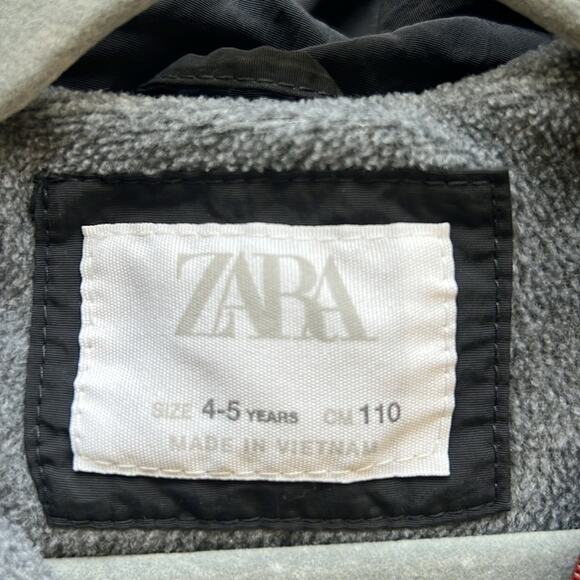 ZARA
SIZE 4-5 YEARS CM 110
MADE IN VIETNAM